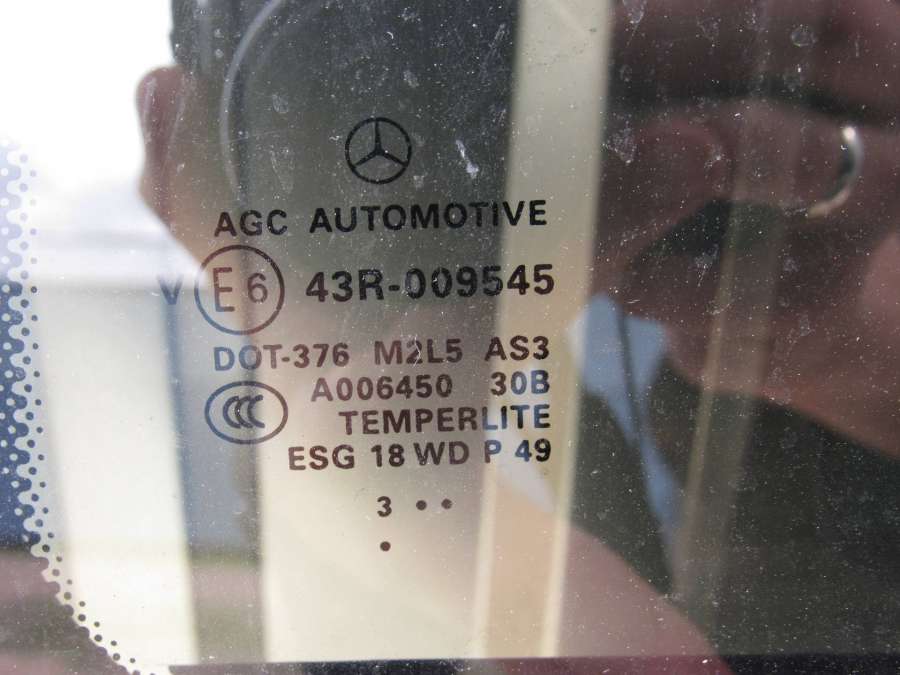 AGC AUTOMOTIVE
V E6 43R-009545
DOT-376 M2L5 AS3
A006450 30B
CCC TEMPERLITE
ESG 18 WD P 49
3 ••
•